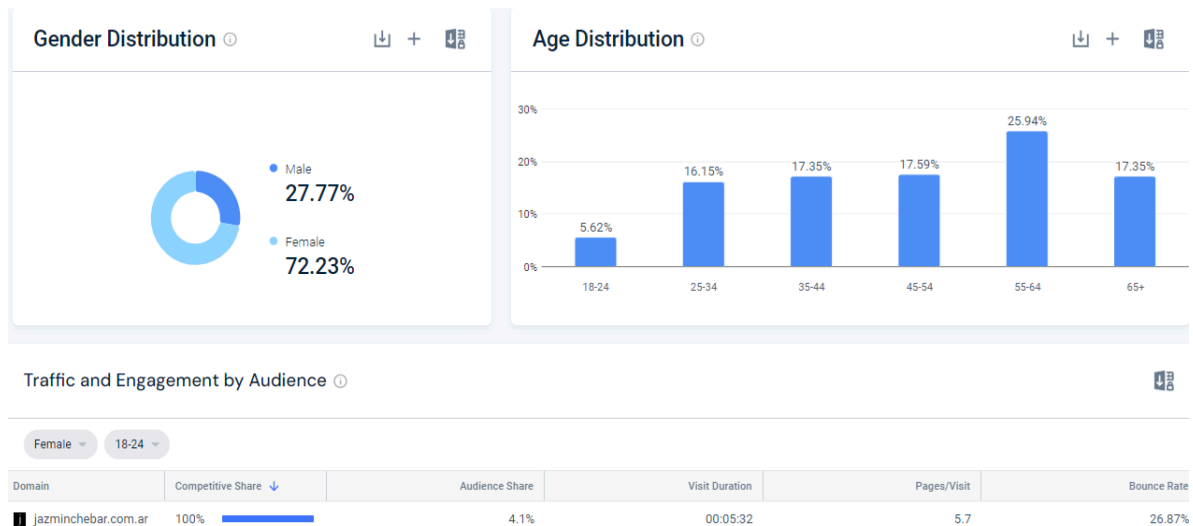 Gender Distribution
Male
27.77%
Female
72.23%
Age Distribution
30%
20%
10%
0%
5.62%
16.15%
17.35%
17.59%
25.94%
17.35%
18-24
25-34
35-44
45-54
55-64
65+
Traffic and Engagement by Audience
Female 18-24
Domain Competitive Share Audience Share Visit Duration Pages/Visit Bounce Rate
j jazminchebar.com.ar 100% 4.1% 00:05:32 5.7 26.87%